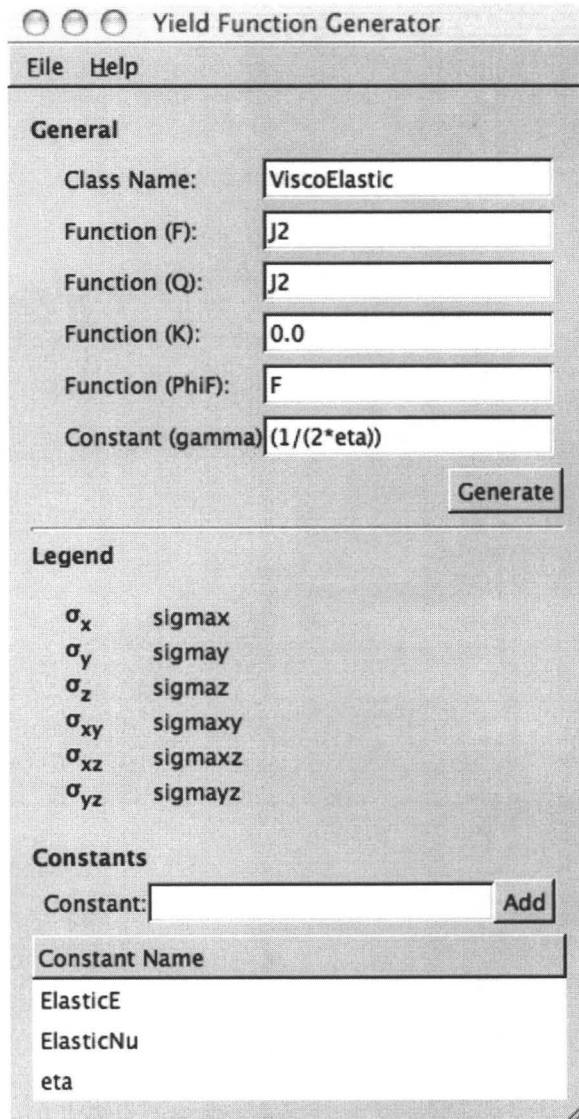 Yield Function Generator
File Help
General
Class Name: ViscoElastic
Function (F): J2
Function (Q): J2
Function (K): 0.0
Function (PhiF): F
Constant (gamma) (1/(2*eta))
Generate
Legend
σx sigmax
σy sigmay
σz sigmaz
σxy sigmaxy
σxz sigmaxz
σyz sigmayz
Constants
Constant: Add
Constant Name
ElasticE
ElasticNu
eta